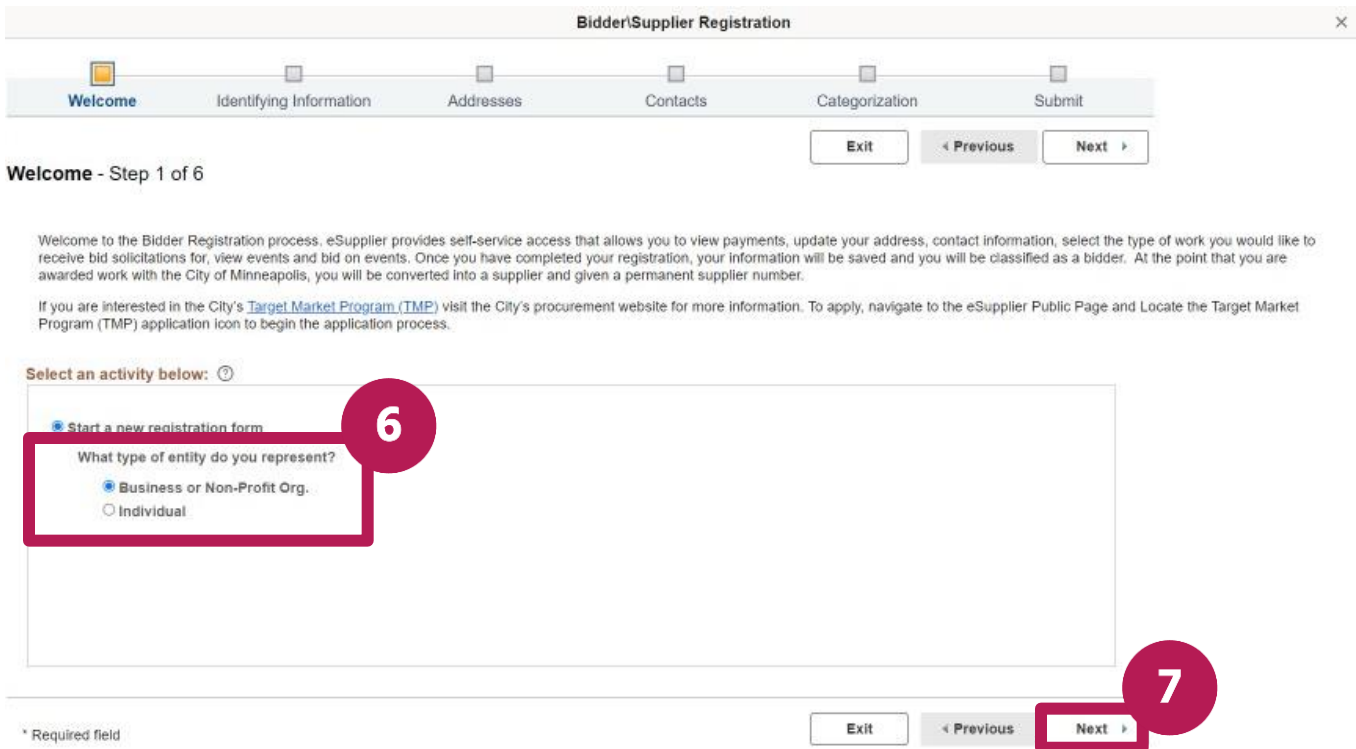 Bidder\Supplier Registration
Welcome
Identifying Information
Addresses
Contacts
Categorization
Submit
Exit
Previous
Next
Welcome - Step 1 of 6
Welcome to the Bidder Registration process. eSupplier provides self-service access that allows you to view payments, update your address, contact information, select the type of work you would like to
receive bid solicitations for, view events and bid on events. Once you have completed your registration, your information will be saved and you will be classified as a bidder. At the point that you are
awarded work with the City of Minneapolis, you will be converted into a supplier and given a permanent supplier number.
If you are interested in the City's Target Market Program (TMP) visit the City's procurement website for more information. To apply, navigate to the eSupplier Public Page and Locate the Target Market
Program (TMP) application icon to begin the application process.
Select an activity below: ?
Start a new registration form
6
What type of entity do you represent?
Business or Non-Profit Org.
Individual
7
* Required field
Exit
Previous
Next